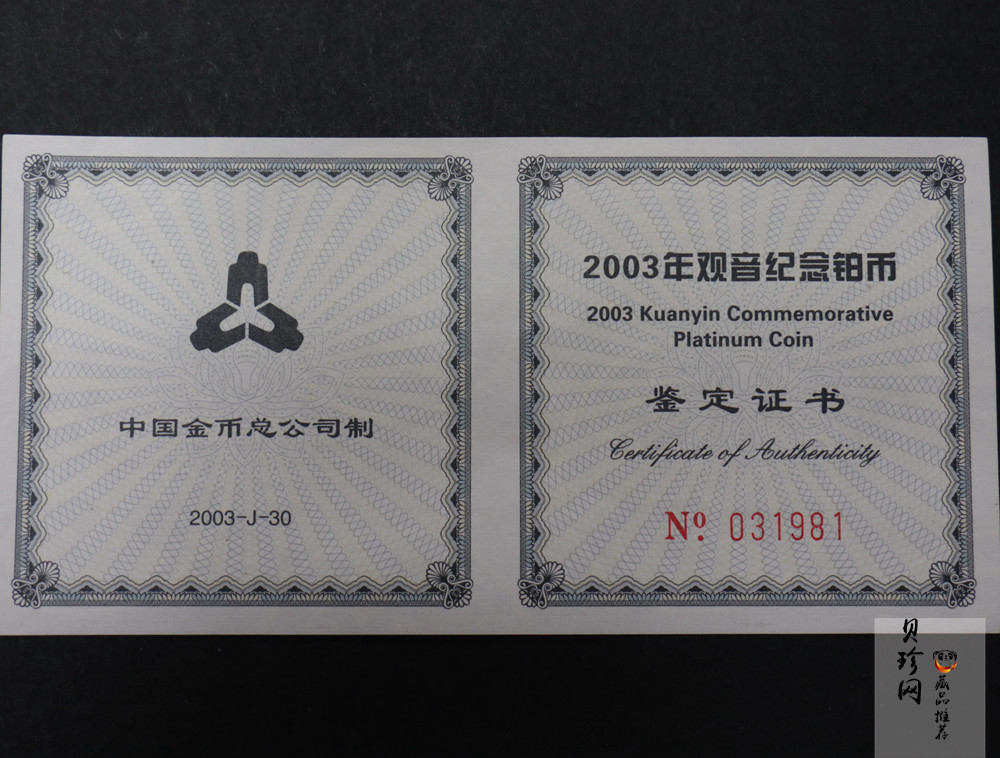 中国金币总公司制
2003-J-30
2003年观音纪念铂币
2003 Kuanyin Commemorative
Platinum Coin
鉴定证书
Certificate of Authenticity
Nº 031981
贝珍网
藏品推荐